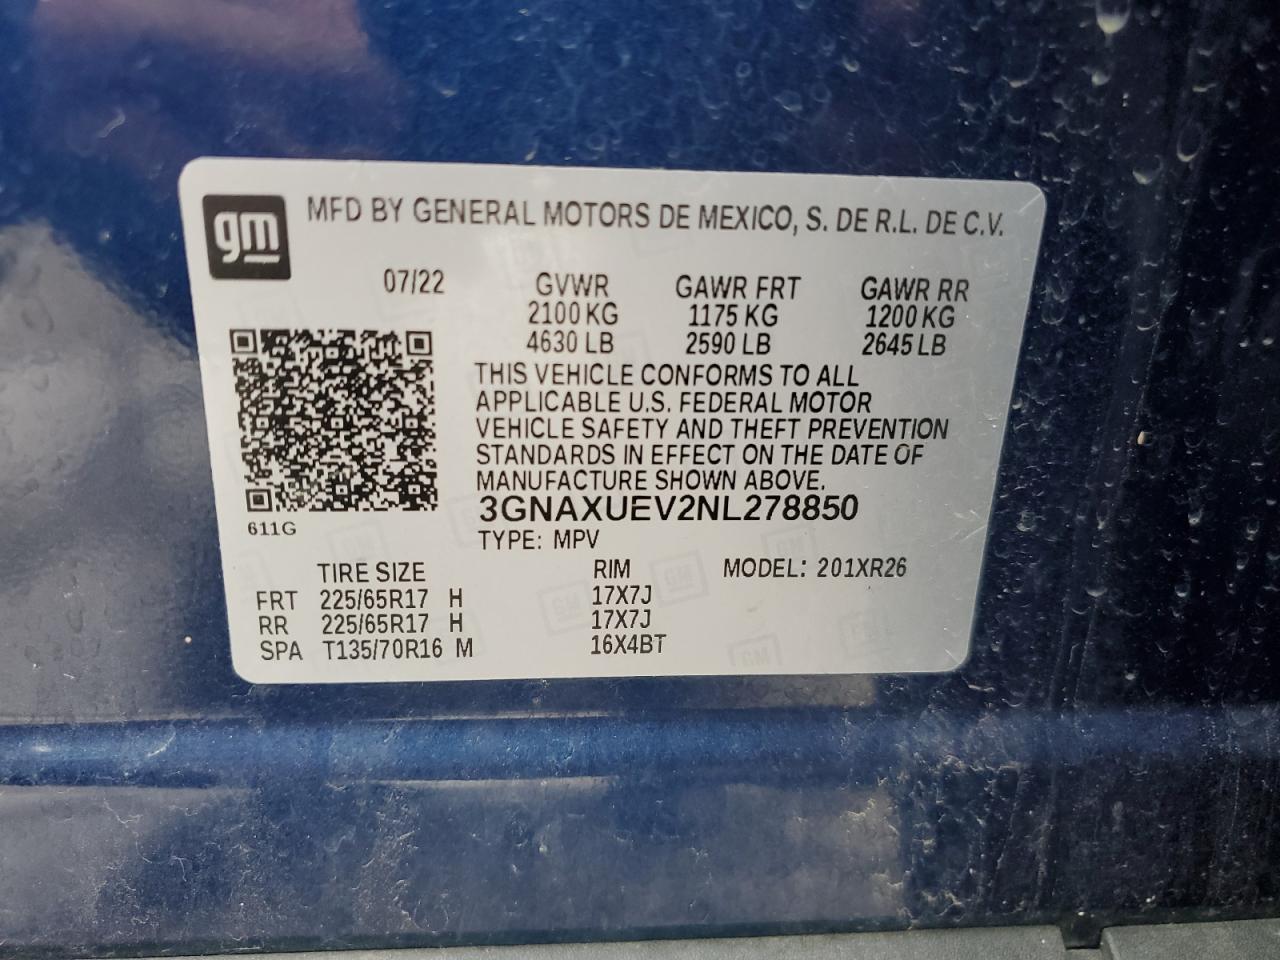 gm
MFD BY GENERAL MOTORS DE MEXICO, S. DE R.L. DE C.V.
07/22 GVWR GAWR FRT GAWR RR
2100 KG 1175 KG 1200 KG
4630 LB 2590 LB 2645 LB
THIS VEHICLE CONFORMS TO ALL
APPLICABLE U.S. FEDERAL MOTOR
VEHICLE SAFETY AND THEFT PREVENTION
STANDARDS IN EFFECT ON THE DATE OF
MANUFACTURE SHOWN ABOVE.
3GNAXUEV2NL278850
611G
TYPE: MPV
TIRE SIZE RIM MODEL: 201XR26
FRT 225/65R17 H 17X7J
RR 225/65R17 H 17X7J
SPA T135/70R16 M 16X4BT